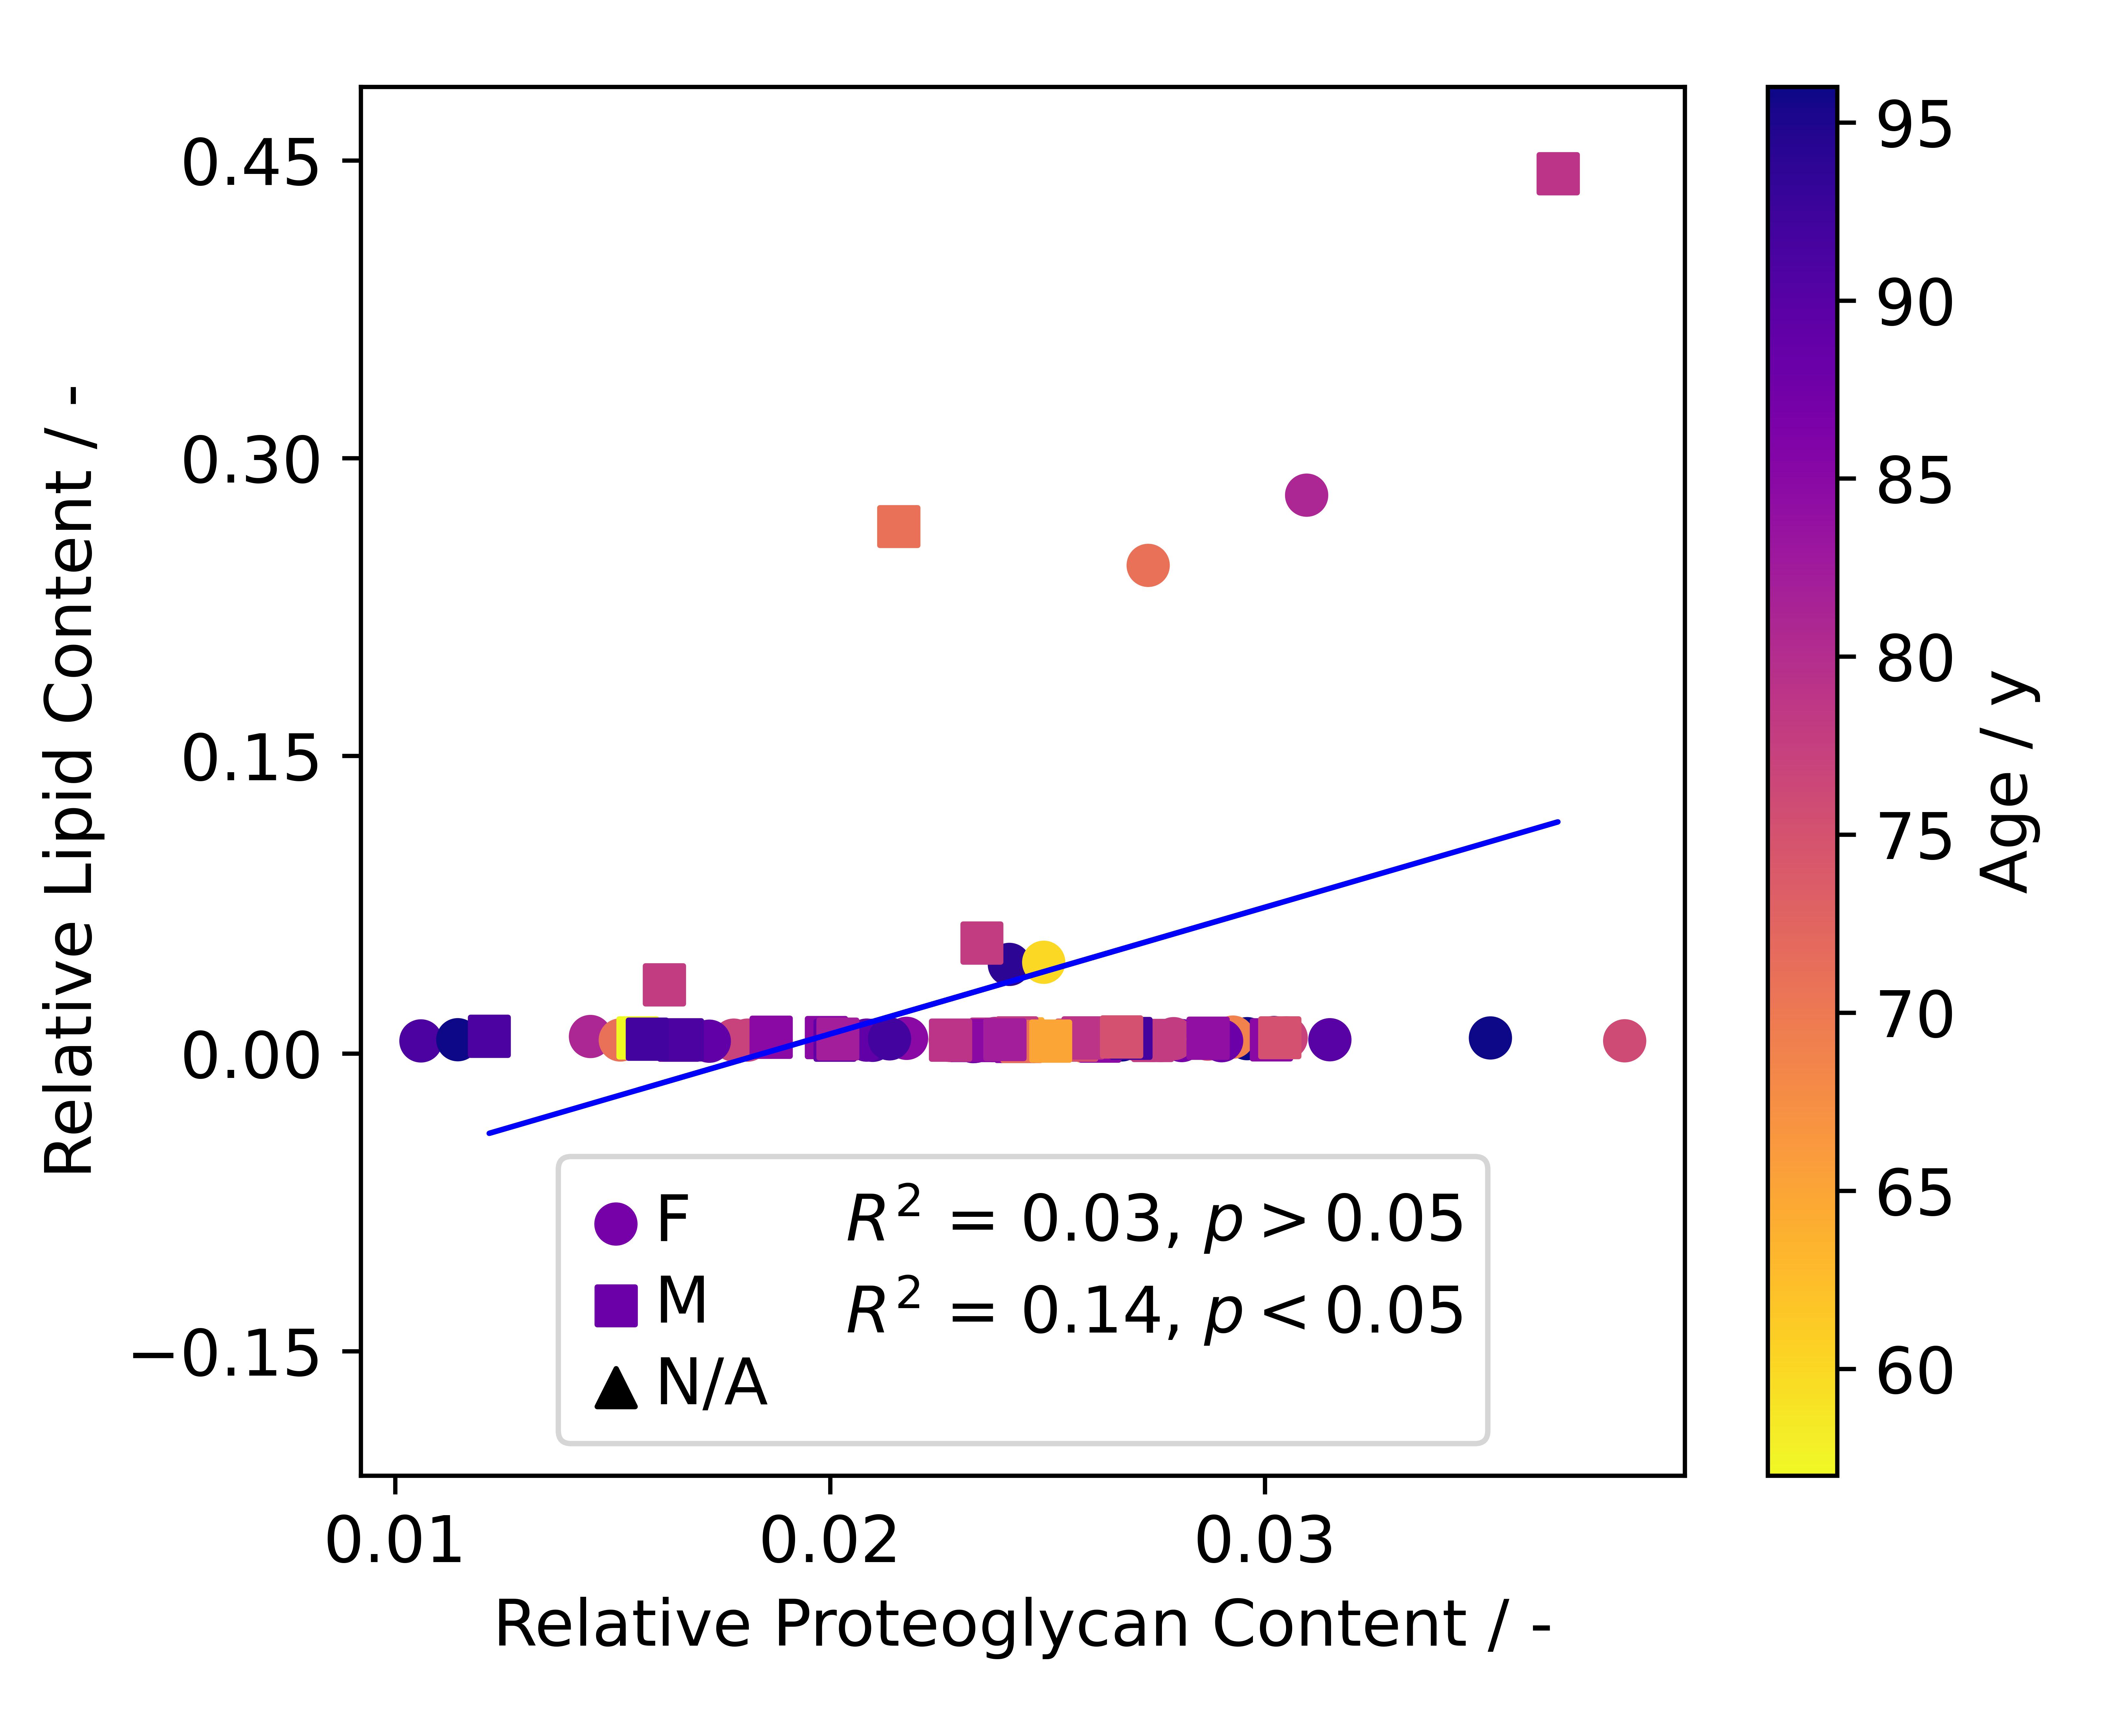 0.45
0.30
0.15
0.00
−0.15
Relative Lipid Content / -
0.01
0.02
0.03
Relative Proteoglycan Content / -
F R² = 0.03, p > 0.05
M R² = 0.14, p < 0.05
N/A
95
90
85
80
75
70
65
60
Age / y